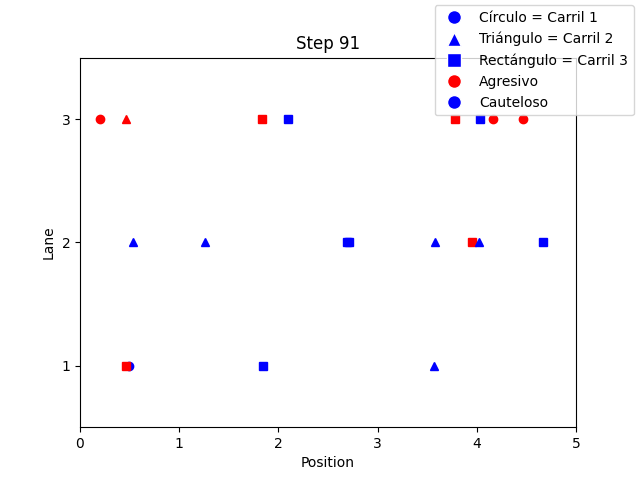 Step 91
Círculo = Carril 1
Triángulo = Carril 2
Rectángulo = Carril 3
Agresivo
Cauteloso
3
2
1
Lane
0 1 2 3 4 5
Position